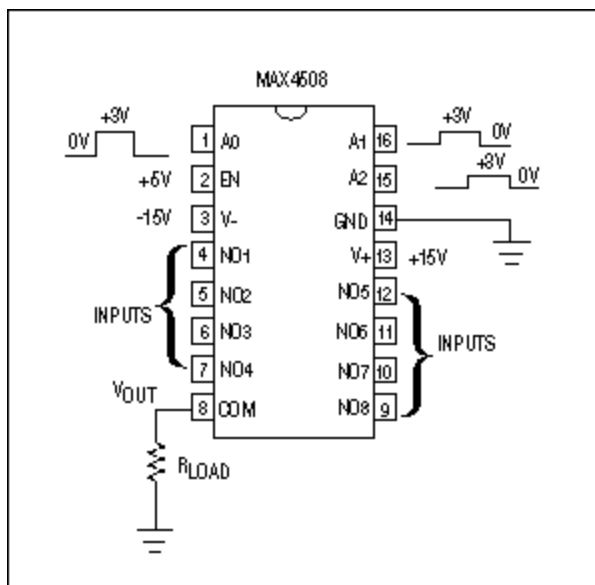 MAX4508
+3V
0V
1 A0
2 EN
+5V
3 V-
-15V
4 NO1
5 NO2
6 NO3
7 NO4
INPUTS
8 COM
VOUT
RLOAD
A1 16
+3V
0V
A2 15
+3V
0V
GND 14
V+ 13
+15V
NO5 12
NO6 11
NO7 10
NO8 9
INPUTS